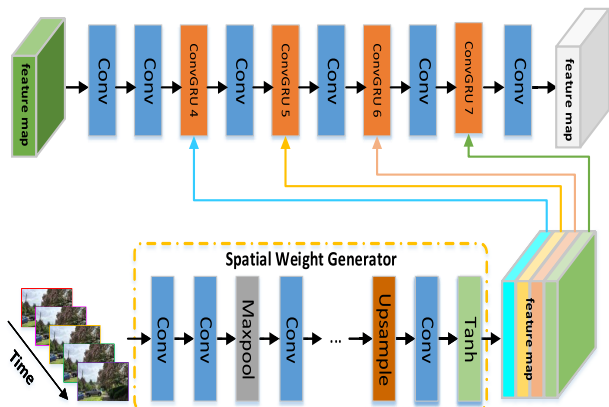 feature map
Conv
Conv
ConvGRU 4
Conv
ConvGRU 5
Conv
ConvGRU 6
Conv
ConvGRU 7
Conv
feature map
Spatial Weight Generator
Time
Conv
Conv
Maxpool
Conv
...
Upsample
Conv
Tanh
feature map